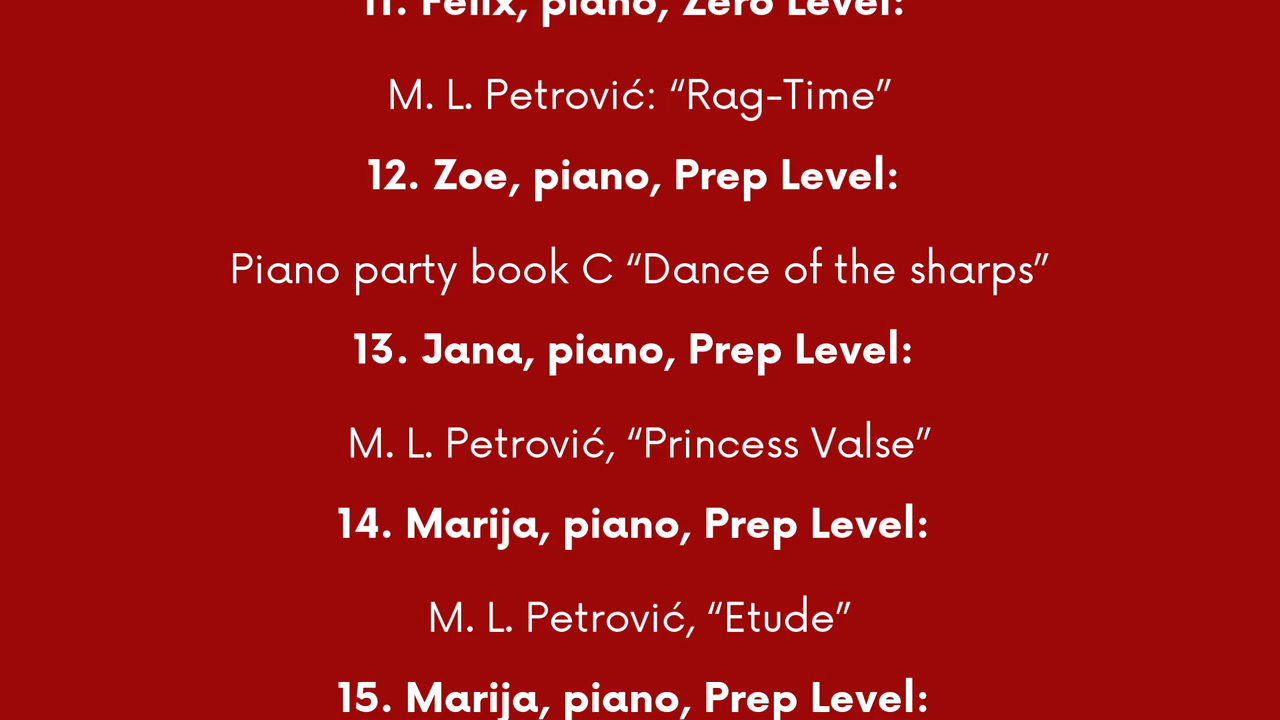 11. Felix, piano, Zero Level:
M. L. Petrović: “Rag-Time”
12. Zoe, piano, Prep Level:
Piano party book C “Dance of the sharps”
13. Jana, piano, Prep Level:
M. L. Petrović, “Princess Valse”
14. Marija, piano, Prep Level:
M. L. Petrović, “Etude”
15. Marija, piano, Prep Level: